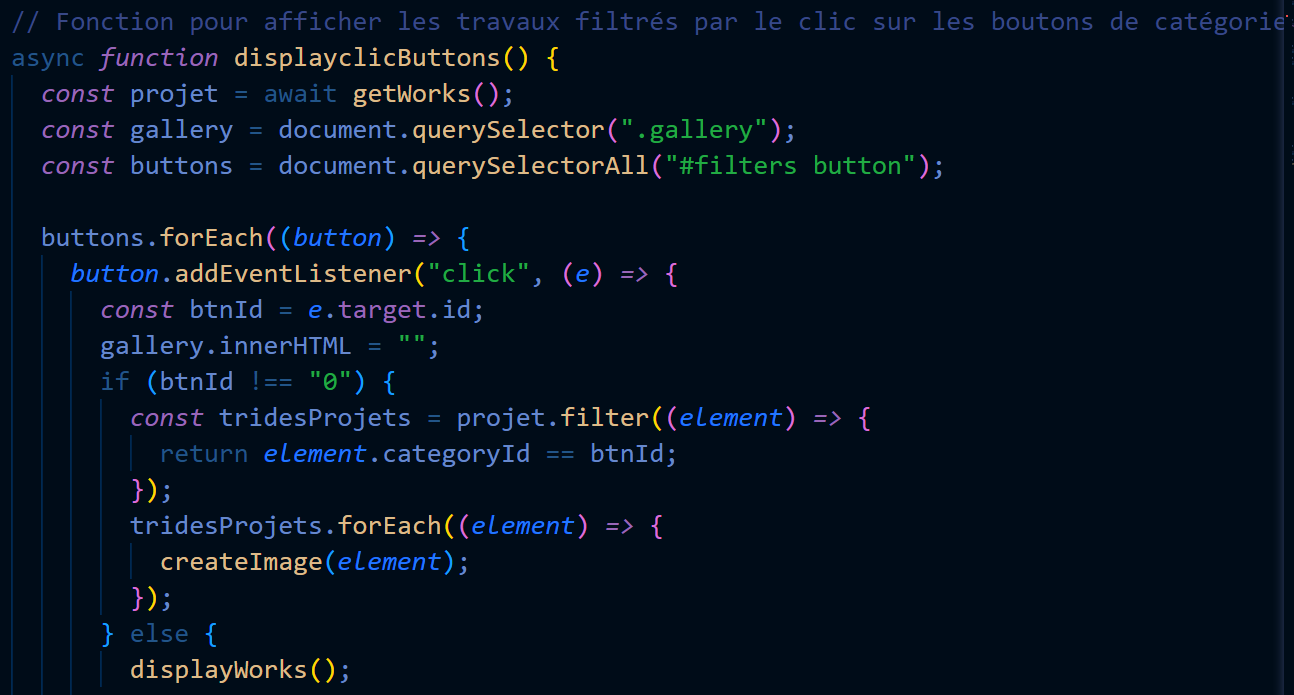 // Fonction pour afficher les travaux filtrés par le clic sur les boutons de catégorie
async function displayclicButtons() {
const projet = await getWorks();
const gallery = document.querySelector(".gallery");
const buttons = document.querySelectorAll("#filters button");
buttons.forEach((button) => {
button.addEventListener("click", (e) => {
const btnId = e.target.id;
gallery.innerHTML = "";
if (btnId !== "0") {
const tridesProjets = projet.filter((element) => {
return element.categoryId == btnId;
});
tridesProjets.forEach((element) => {
createImage(element);
});
} else {
displayWorks();